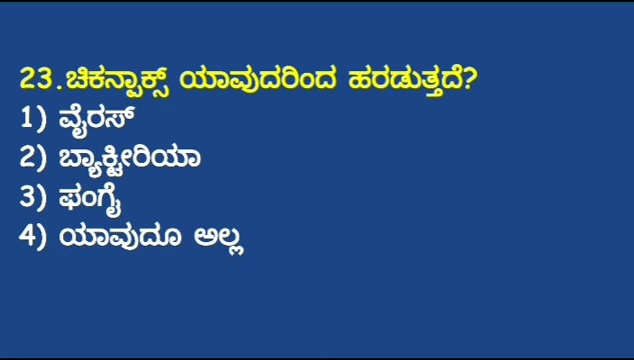 23.ಚಿಕನ್ಪಾಕ್ಸ್ ಯಾವುದರಿಂದ ಹರಡುತ್ತದೆ?
1) ವೈರಸ್
2) ಬ್ಯಾಕ್ಟೀರಿಯಾ
3) ಫಂಗೈ
4) ಯಾವುದೂ ಅಲ್ಲ